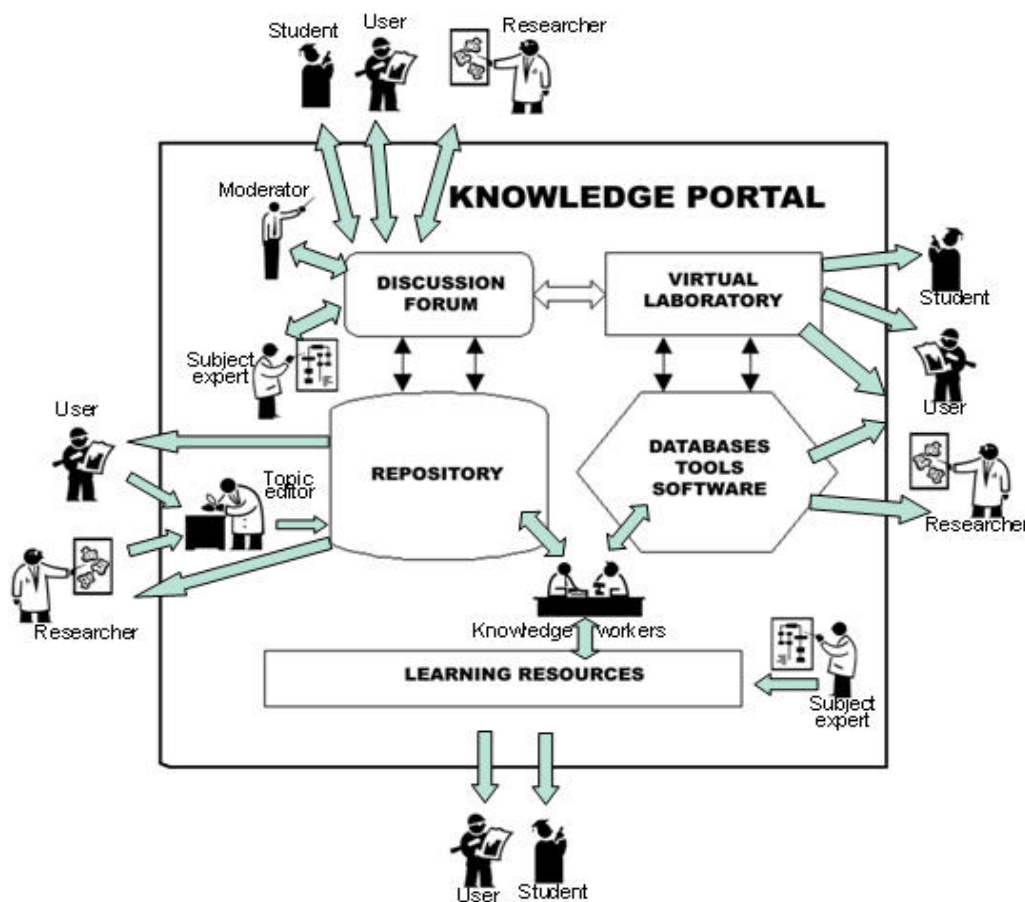 User
Student
Researcher
Moderator
KNOWLEDGE PORTAL
DISCUSSION
FORUM
VIRTUAL
LABORATORY
Student
Subject
expert
User
User
REPOSITORY
Topic
editor
DATABASES
TOOLS
SOFTWARE
Researcher
Researcher
Knowledge workers
LEARNING RESOURCES
Subject
expert
User
Student